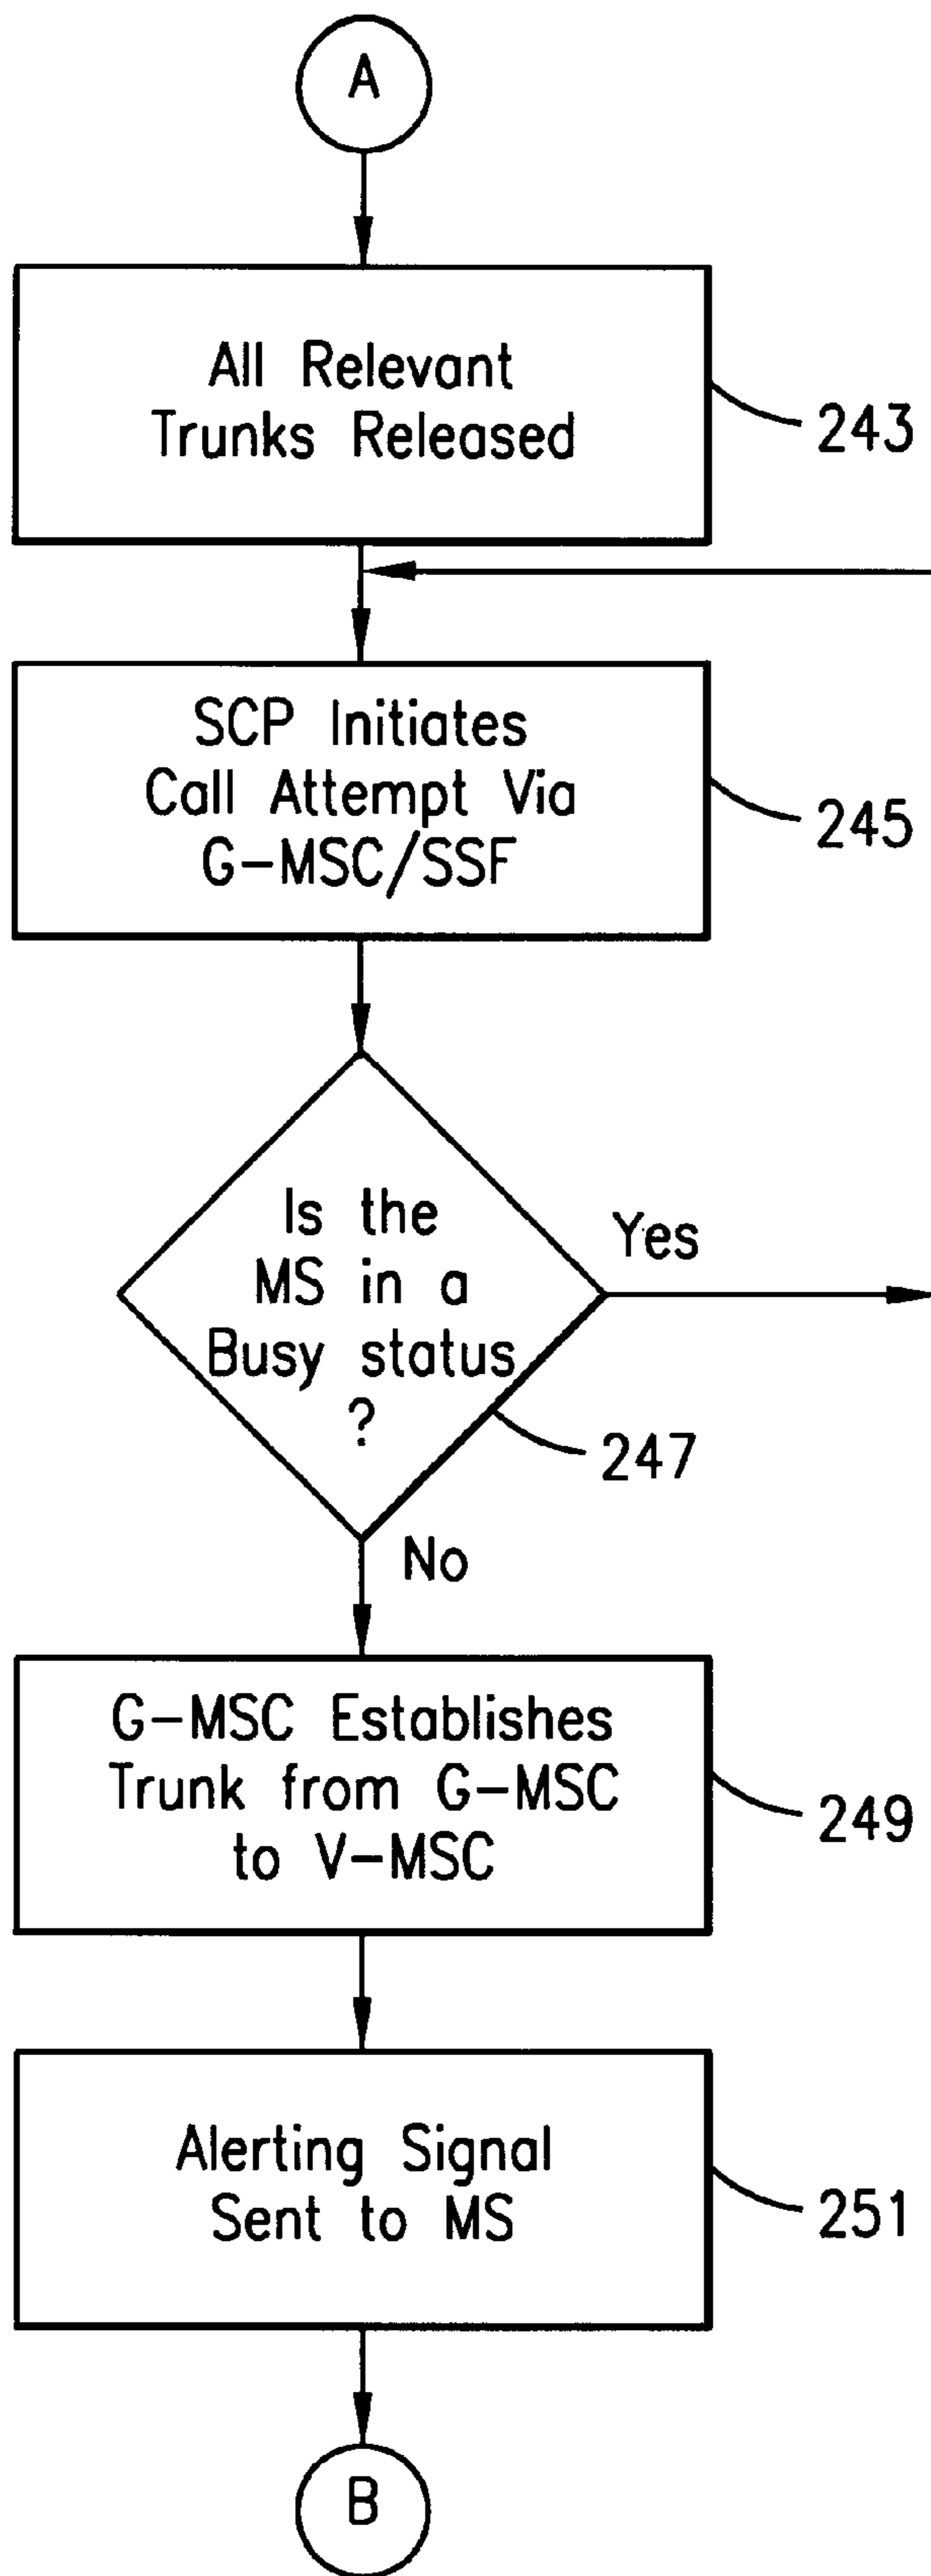 A
All Relevant
Trunks Released
243
SCP Initiates
Call Attempt Via
G-MSC/SSF
245
Is the
MS in a
Busy status
?
Yes
247
No
G-MSC Establishes
Trunk from G-MSC
to V-MSC
249
Alerting Signal
Sent to MS
251
B